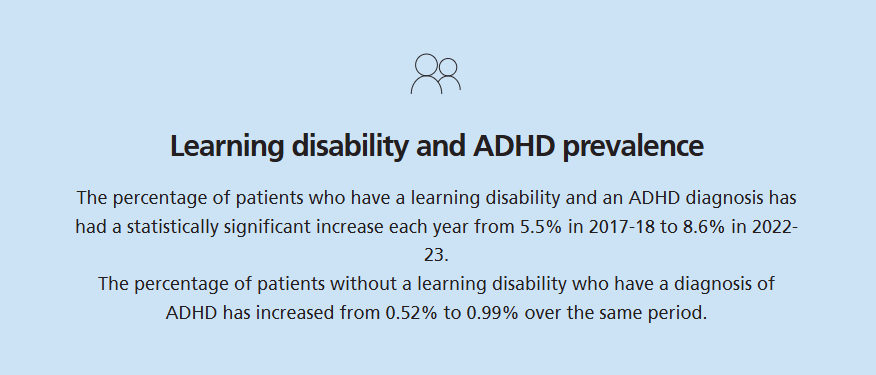 Learning disability and ADHD prevalence
The percentage of patients who have a learning disability and an ADHD diagnosis has
had a statistically significant increase each year from 5.5% in 2017-18 to 8.6% in 2022-
23.
The percentage of patients without a learning disability who have a diagnosis of
ADHD has increased from 0.52% to 0.99% over the same period.